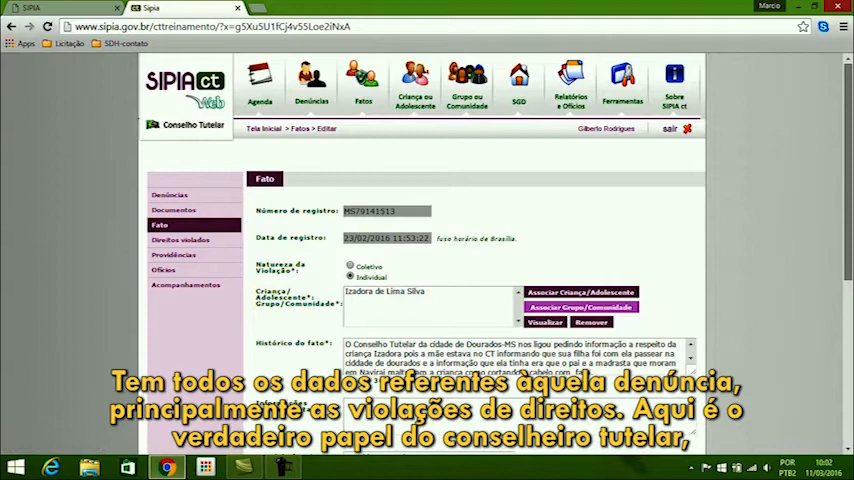 SIPIA
Sipia
Marcio
www.sipia.gov.br/cttreinamento/?x=g5Xu5U1fCj4v55Loe2iNxA
Apps Licitação SDH-contato
SIPIA ct
Web
Conselho Tutelar
Agenda
Denúncias
Fatos
Criança ou
Adolescente
Grupo ou
Comunidade
SGD
Relatórios
e Ofícios
Ferramentas
Sobre
SIPIA ct
Tela Inicial > Fatos > Editar
Gilberto Rodrigues
sair
Denúncias
Documentos
Fato
Direitos violados
Providências
Ofícios
Acompanhamentos
Fato
Número de registro: MS79141513
Data de registro: 23/02/2016 11:53:22 fuso horário de Brasília.
Natureza da
Violação*:
Coletivo
Individual
Criança/
Adolescente*:
Grupo/Comunidade*:
Izadora de Lima Silva
Associar Criança/Adolescente
Associar Grupo/Comunidade
Visualizar Remover
Histórico do fato*:
O Conselho Tutelar da cidade de Dourados-MS nos ligou pedindo informação a respeito da
criança Izadora pois a mãe estava no CT informando que sua filha foi com ela passear na
ciddade de dourados e a informação que ela tinha era que o pai e a madrasta que moram
em Navirai
Tem todos os dados referentes àquela denúncia,
principalmente as violações de direitos. Aqui é o
verdadeiro papel do conselheiro tutelar,
POR
PTB2
10:02
11/03/2016